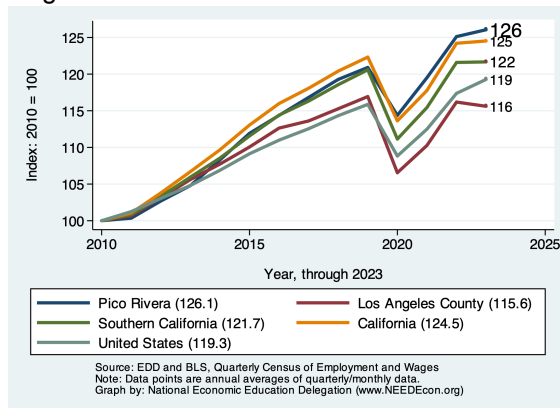 Index: 2010 = 100
125
120
115
110
105
100
126
125
122
119
116
2010
2015
2020
2025
Year, through 2023
Pico Rivera (126.1)
Los Angeles County (115.6)
Southern California (121.7)
California (124.5)
United States (119.3)
Source: EDD and BLS, Quarterly Census of Employment and Wages
Note: Data points are annual averages of quarterly/monthly data.
Graph by: National Economic Education Delegation (www.NEEDEcon.org)